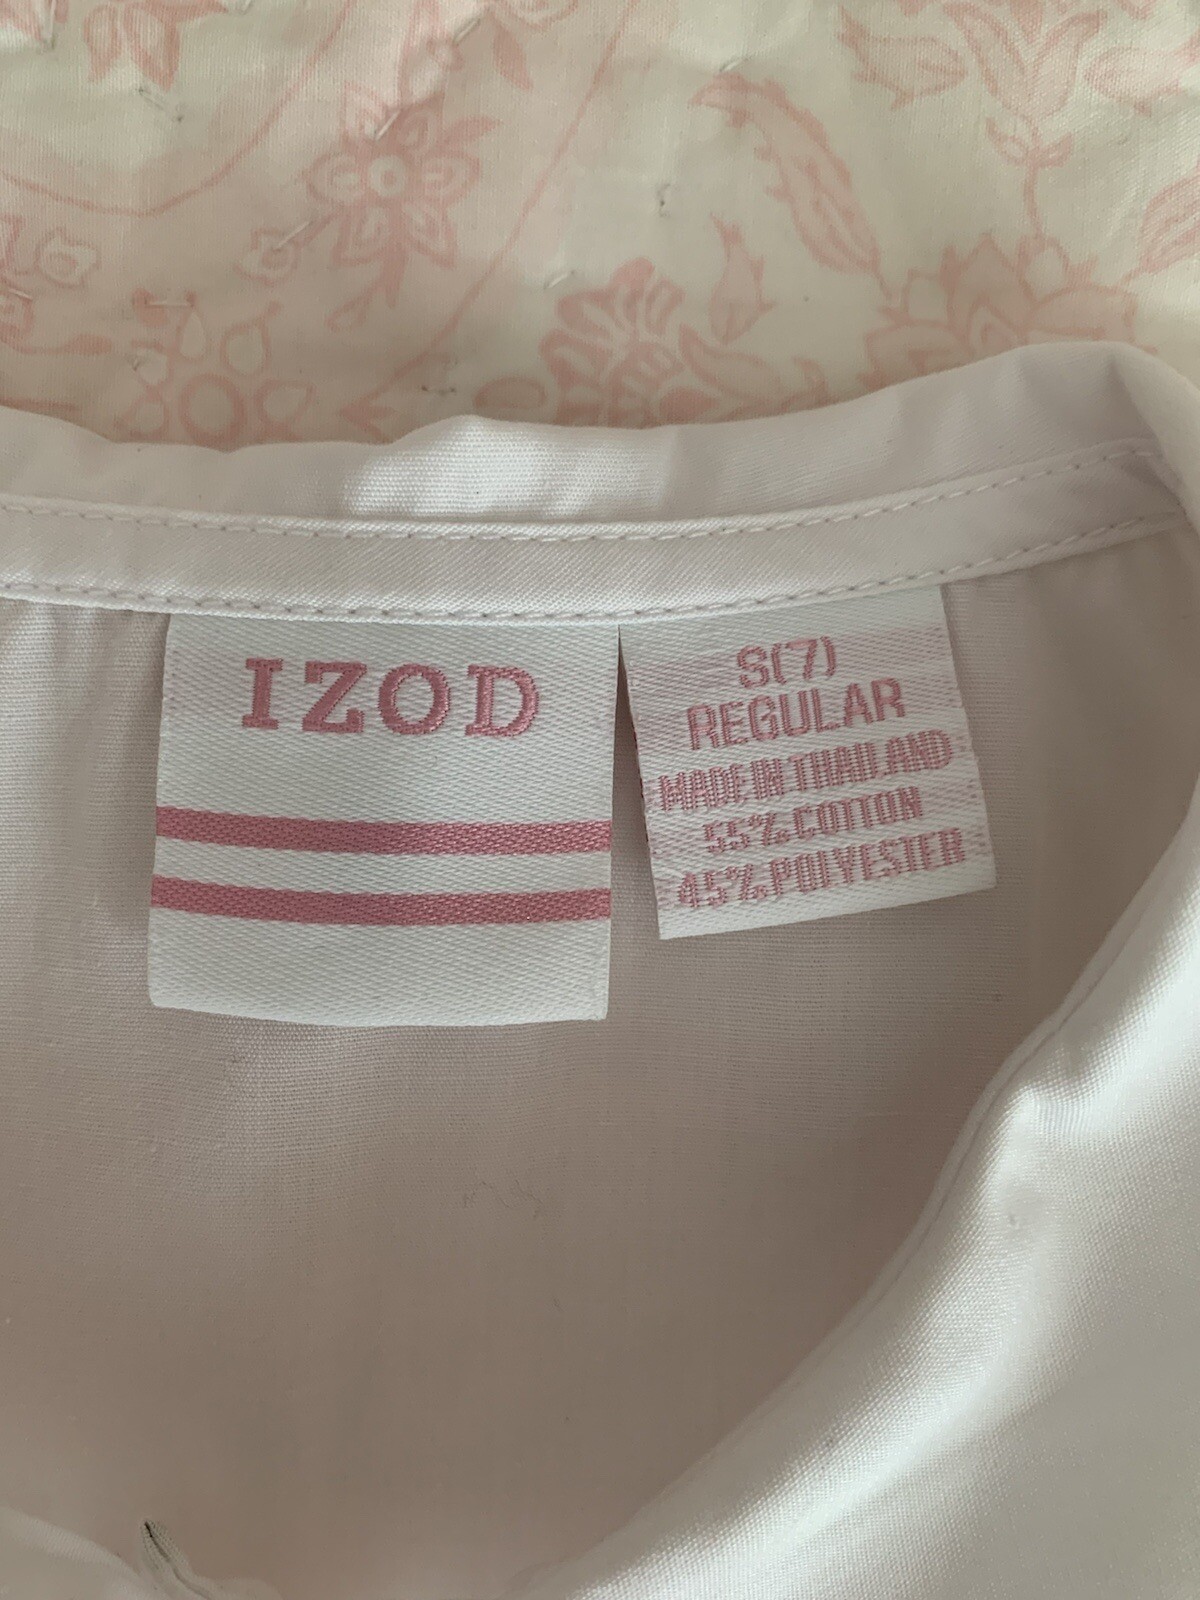 IZOD
S(7)
REGULAR
MADE IN THAILAND
55% COTTON
45% POLYESTER